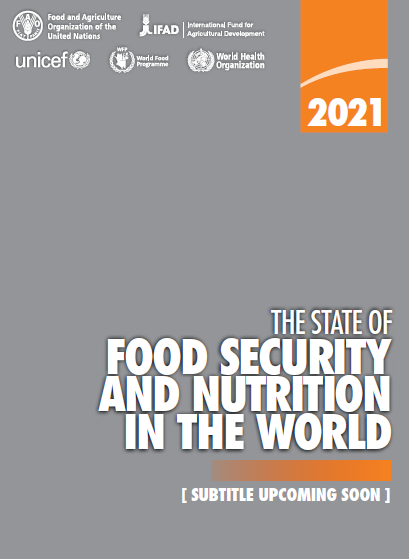 Food and Agriculture
Organization of the
United Nations
IFAD
International Fund for
Agricultural Development
unicef
WFP
World Food
Programme
World Health
Organization
2021
THE STATE OF
FOOD SECURITY
AND NUTRITION
IN THE WORLD
[ SUBTITLE UPCOMING SOON ]